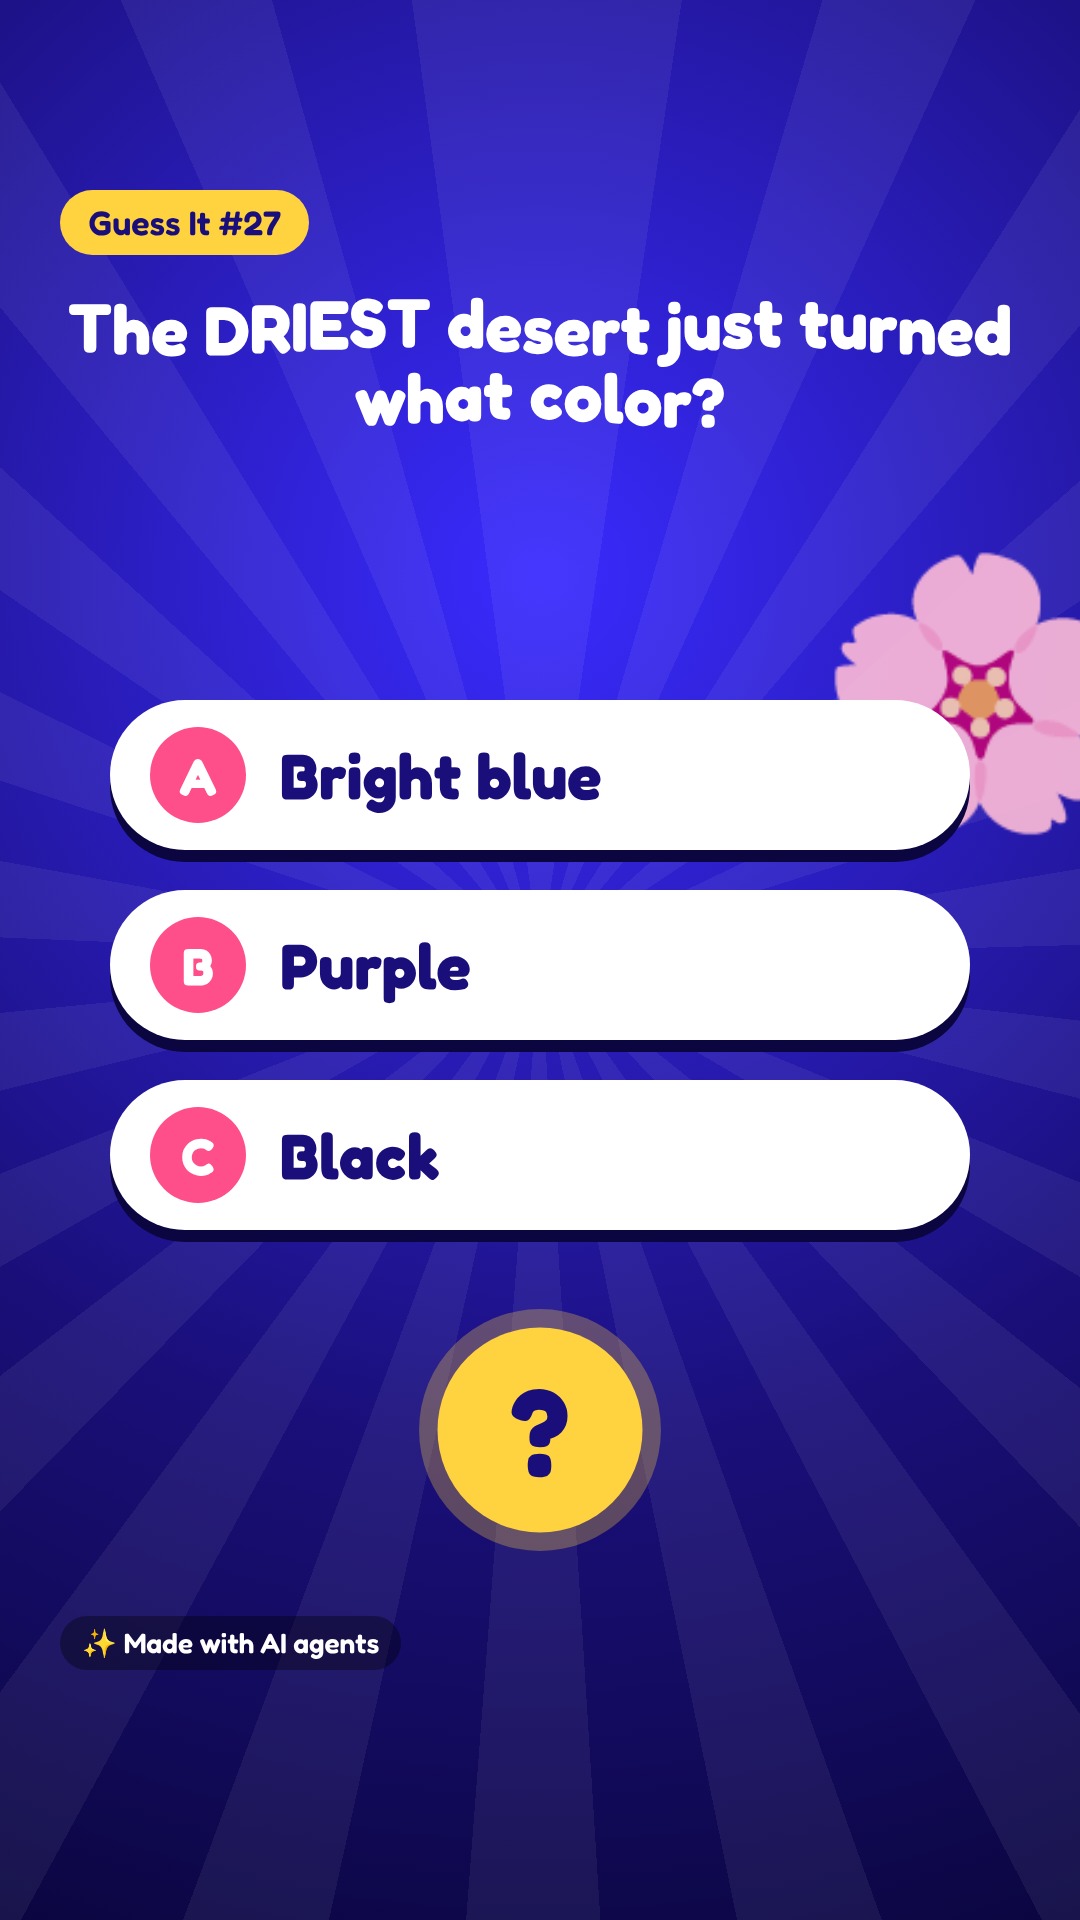 Guess It #27
The DRIEST desert just turned
what color?
A Bright blue
B Purple
C Black
?
✨ Made with AI agents